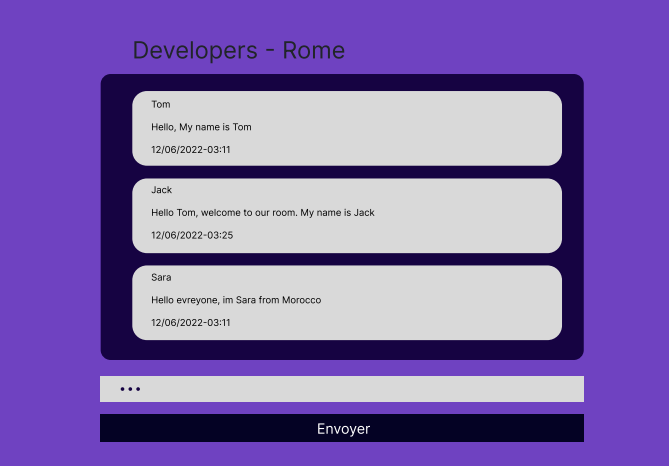 Developers - Rome
Tom
Hello, My name is Tom
12/06/2022-03:11
Jack
Hello Tom, welcome to our room. My name is Jack
12/06/2022-03:25
Sara
Hello evreyone, im Sara from Morocco
12/06/2022-03:11
•••
Envoyer